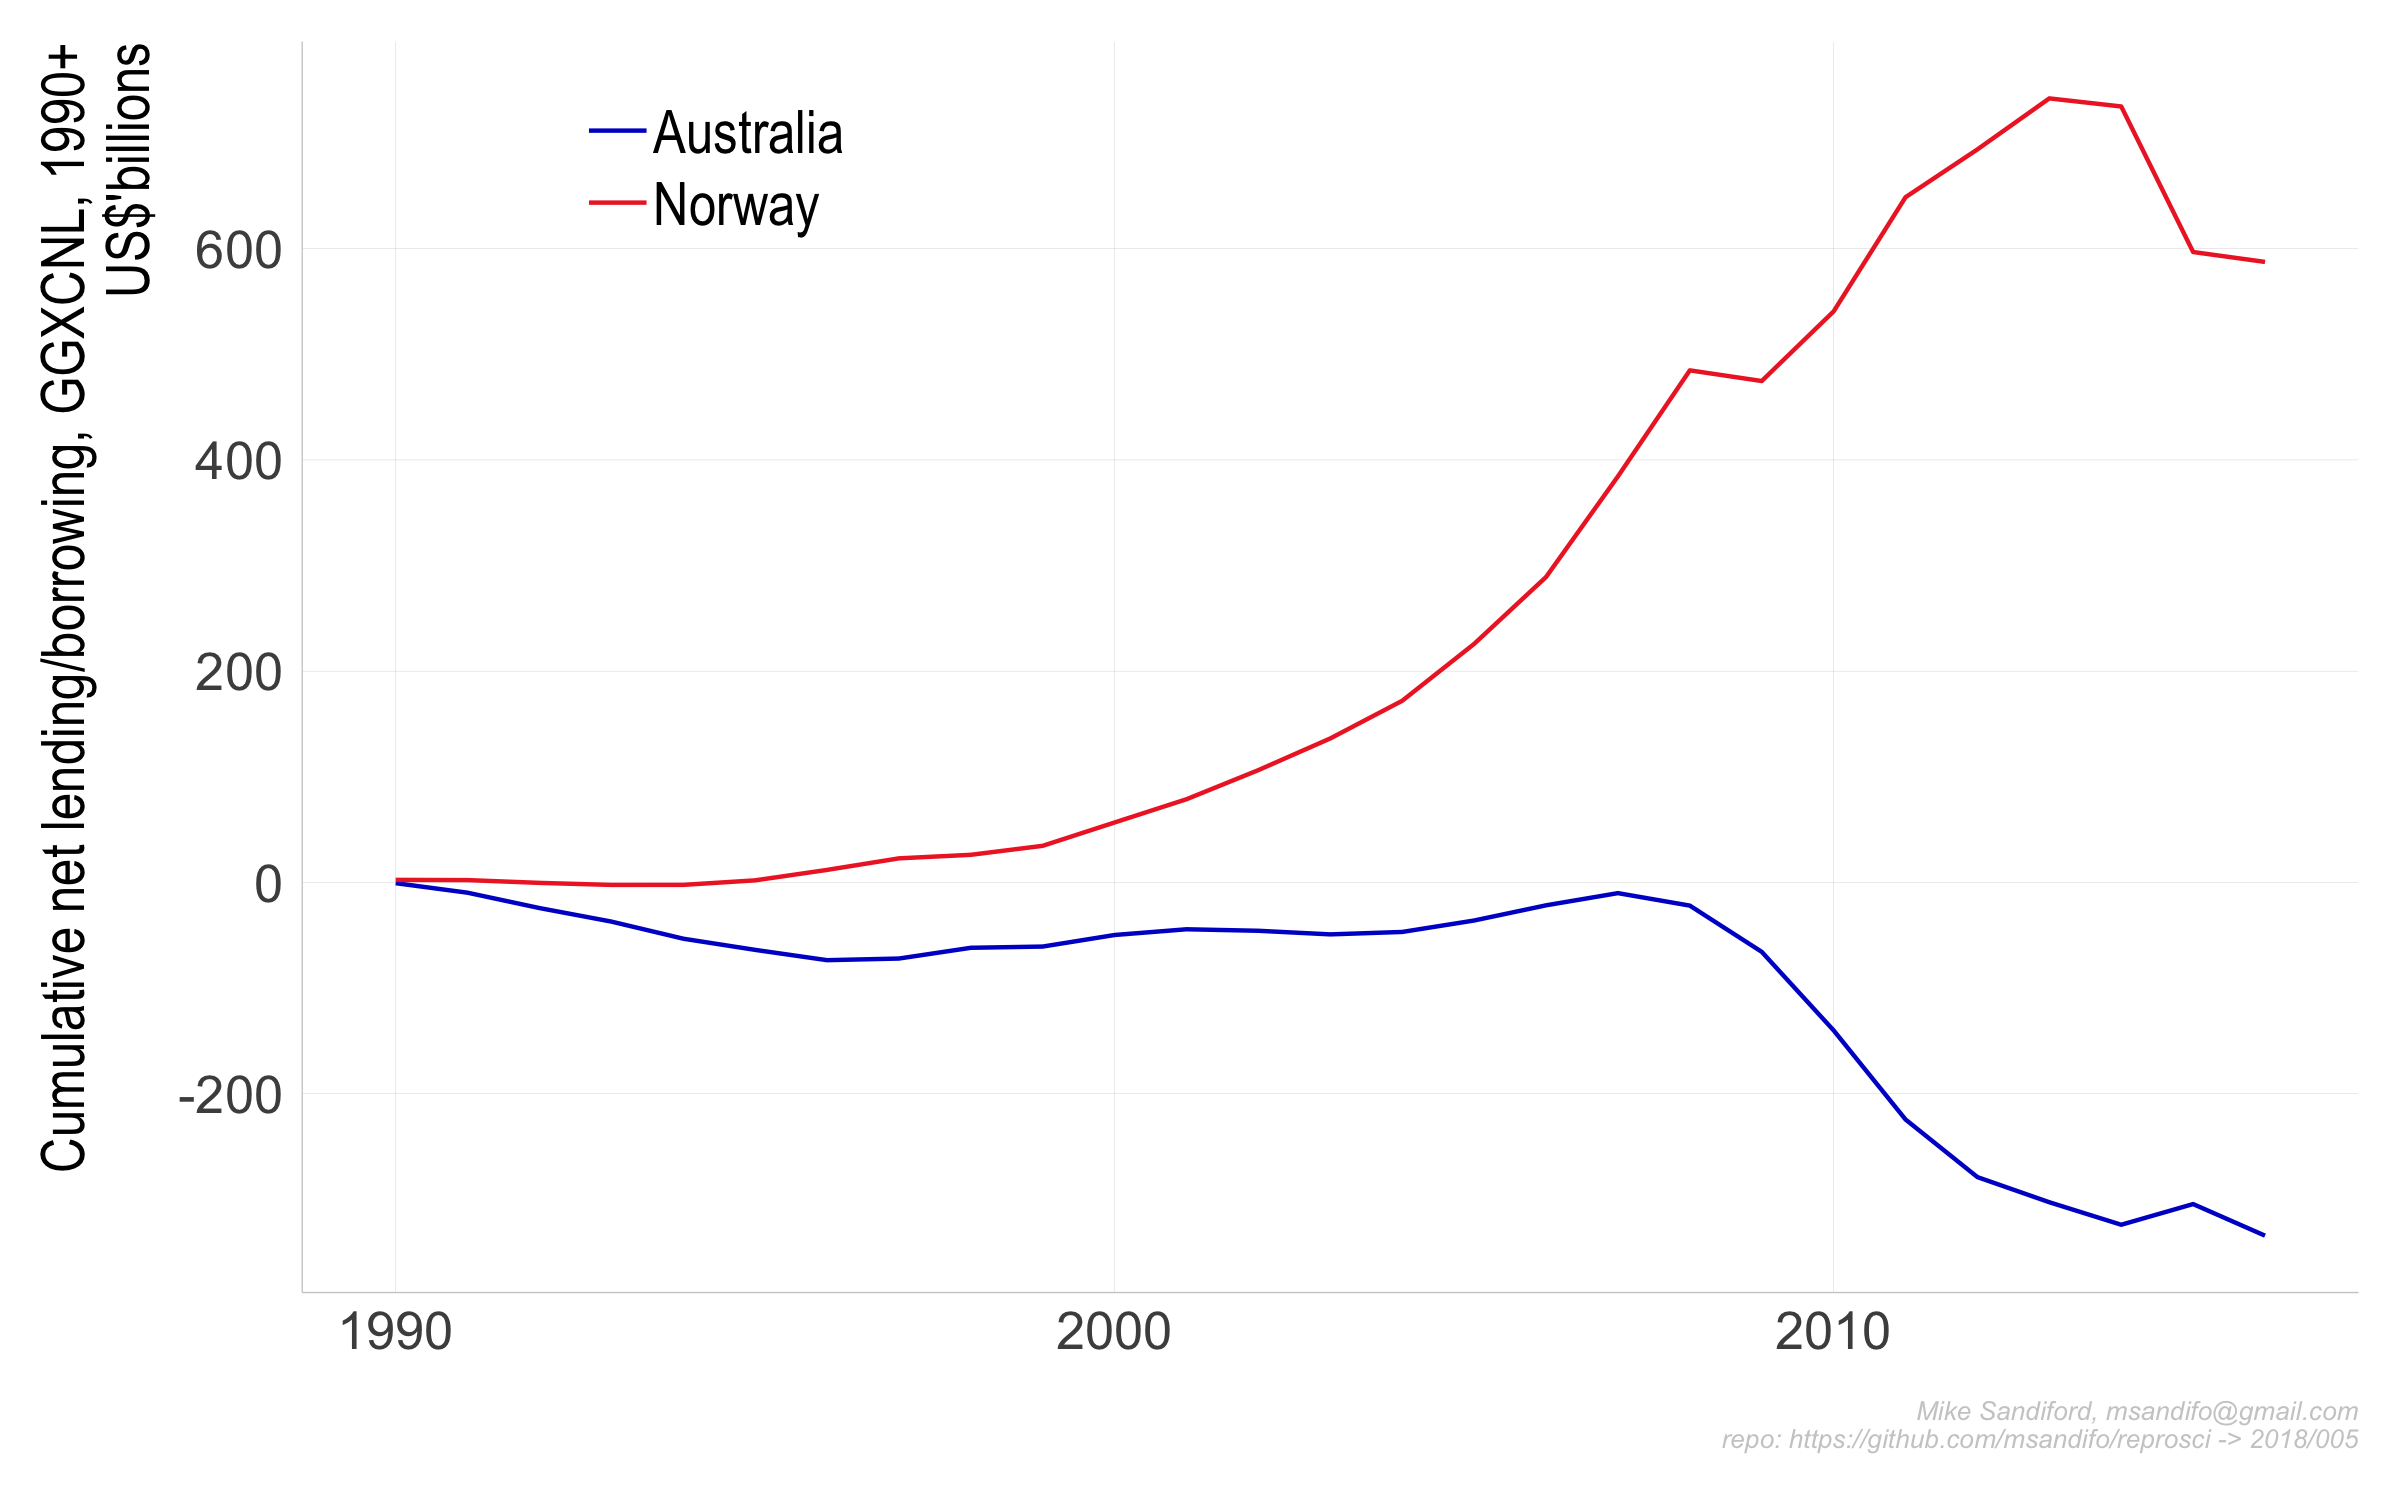 Cumulative net lending/borrowing, GGXCNL, 1990+
US$'billions
Australia
Norway
600
400
200
0
-200
1990
2000
2010
Mike Sandiford, msandifo@gmail.com
repo: https://github.com/msandifo/reprosci -> 2018/005